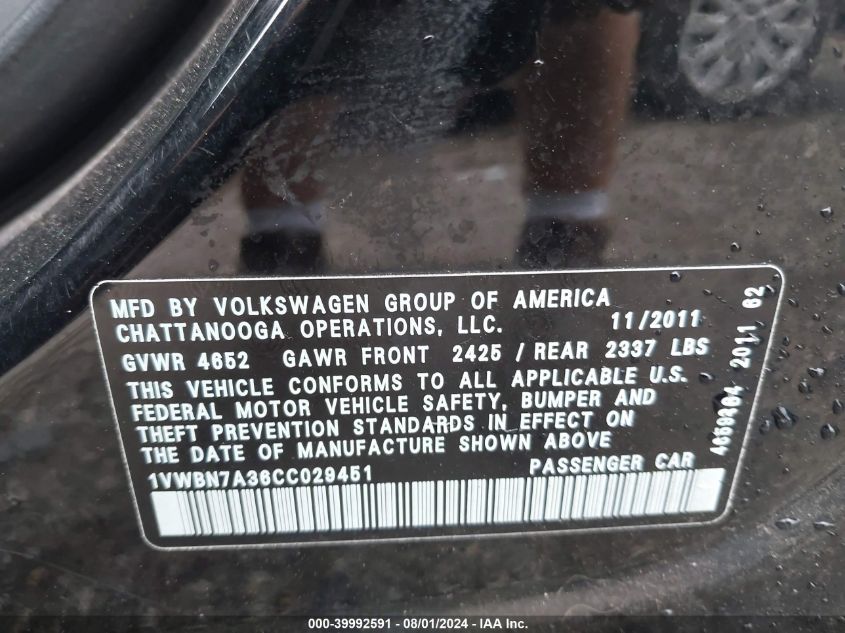 MFD BY VOLKSWAGEN GROUP OF AMERICA
CHATTANOOGA OPERATIONS, LLC. 11/2011
GVWR 4652 GAWR FRONT 2425 / REAR 2337 LBS
THIS VEHICLE CONFORMS TO ALL APPLICABLE U.S.
FEDERAL MOTOR VEHICLE SAFETY, BUMPER AND
THEFT PREVENTION STANDARDS IN EFFECT ON
THE DATE OF MANUFACTURE SHOWN ABOVE
1VWBN7A36CC029451 PASSENGER CAR
2011 62
000-39992591 - 08/01/2024 - IAA Inc.